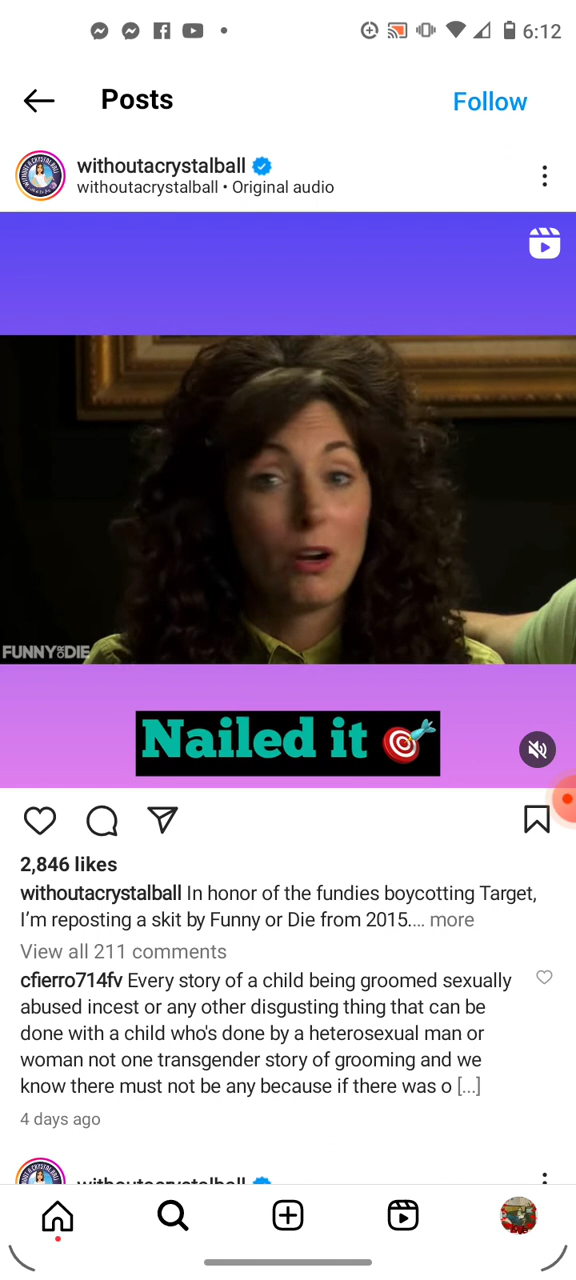 6:12
Posts
Follow
withoutacrystalball
withoutacrystalball • Original audio
FUNNY OR DIE
Nailed it 🎯
2,846 likes
withoutacrystalball In honor of the fundies boycotting Target,
I’m reposting a skit by Funny or Die from 2015.... more
View all 211 comments
cfierro714fv Every story of a child being groomed sexually
abused incest or any other disgusting thing that can be
done with a child who's done by a heterosexual man or
woman not one transgender story of grooming and we
know there must not be any because if there was o [...]
4 days ago
withoutacrystalball